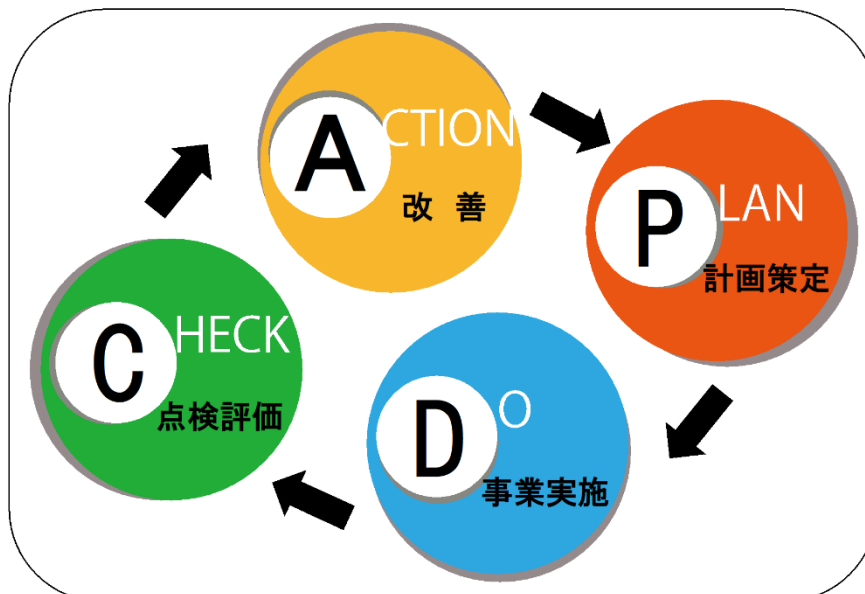 ACTION
改 善
PLAN
計画策定
DO
事業実施
CHECK
点検評価